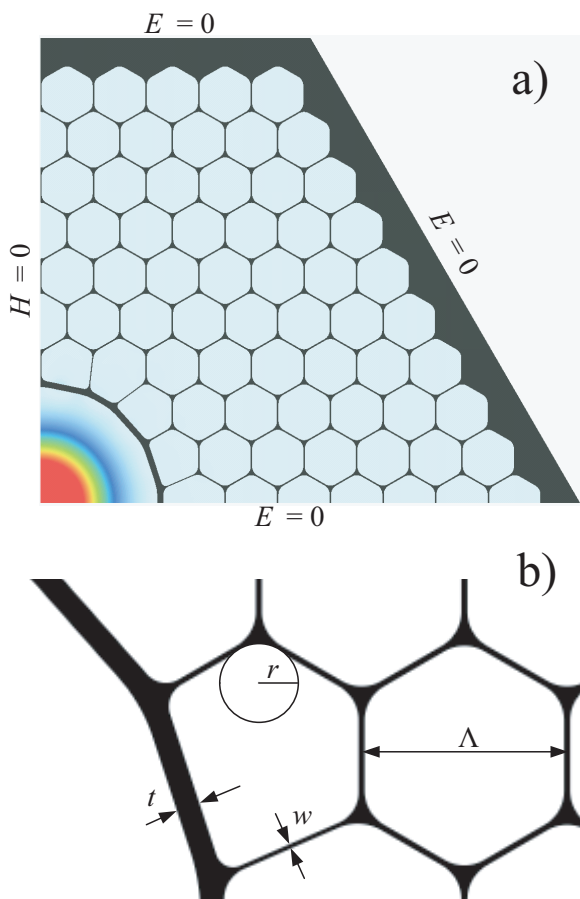 E = 0
a)
E = 0
H = 0
E = 0
b)
r
Λ
t
w